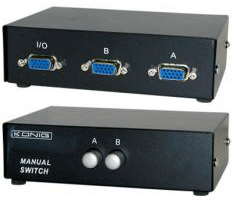 I/O B A
KÖNIG
A B
MANUAL
SWITCH